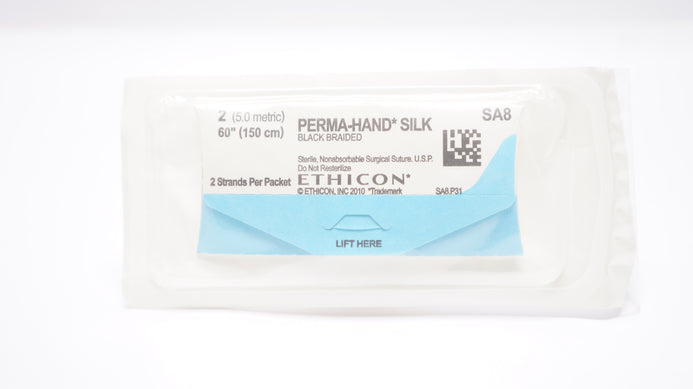 2 (5.0 metric)
60" (150 cm)
PERMA-HAND* SILK
BLACK BRAIDED
SA8
Sterile, Nonabsorbable Surgical Suture, U.S.P.
Do Not Resterilize
2 Strands Per Packet
ETHICON*
© ETHICON, INC 2010 *Trademark
SA8.P31
LIFT HERE